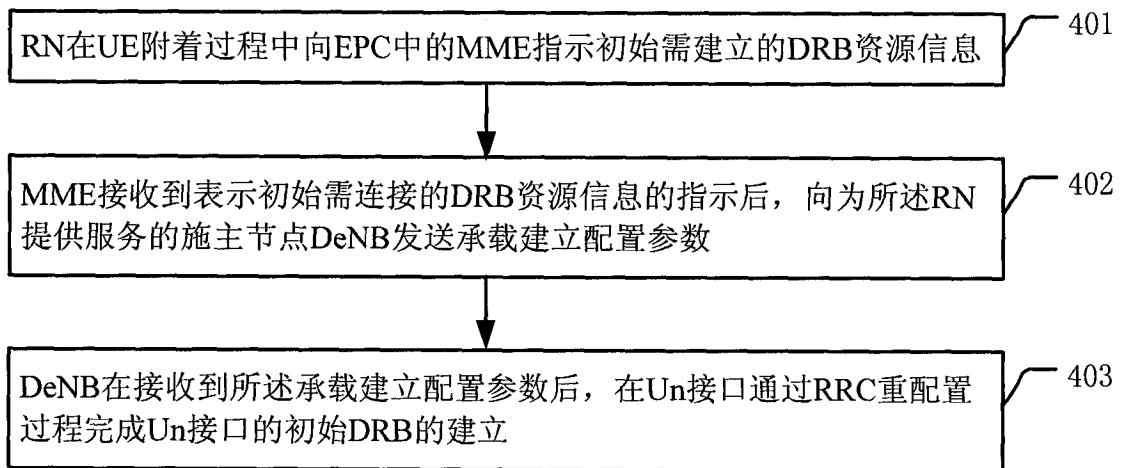 RN在UE附着过程中向EPC中的MME指示初始需建立的DRB资源信息
401
MME接收到表示初始需连接的DRB资源信息的指示后，向为所述RN
提供服务的施主节点DeNB发送承载建立配置参数
402
DeNB在接收到所述承载建立配置参数后，在Un接口通过RRC重配置
过程完成Un接口的初始DRB的建立
403